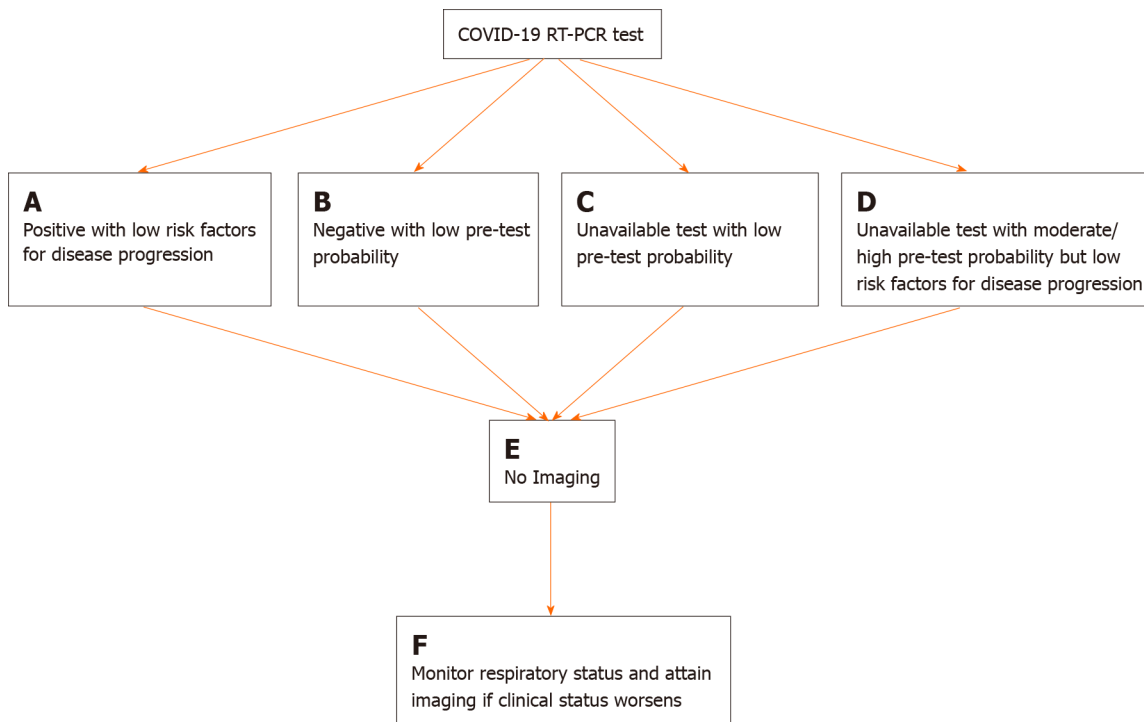 COVID-19 RT-PCR test
A
Positive with low risk factors
for disease progression
B
Negative with low pre-test
probability
C
Unavailable test with low
pre-test probability
D
Unavailable test with moderate/
high pre-test probability but low
risk factors for disease progression
E
No Imaging
F
Monitor respiratory status and attain
imaging if clinical status worsens